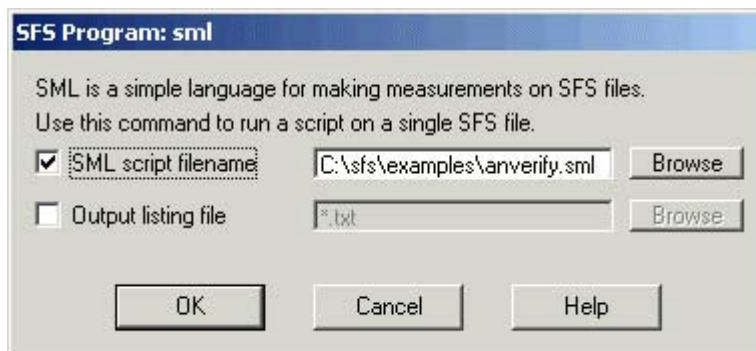 SFS Program: sml
SML is a simple language for making measurements on SFS files.
Use this command to run a script on a single SFS file.
SML script filename C:\sfs\examples\anverify.sml Browse
Output listing file *.txt Browse
OK Cancel Help